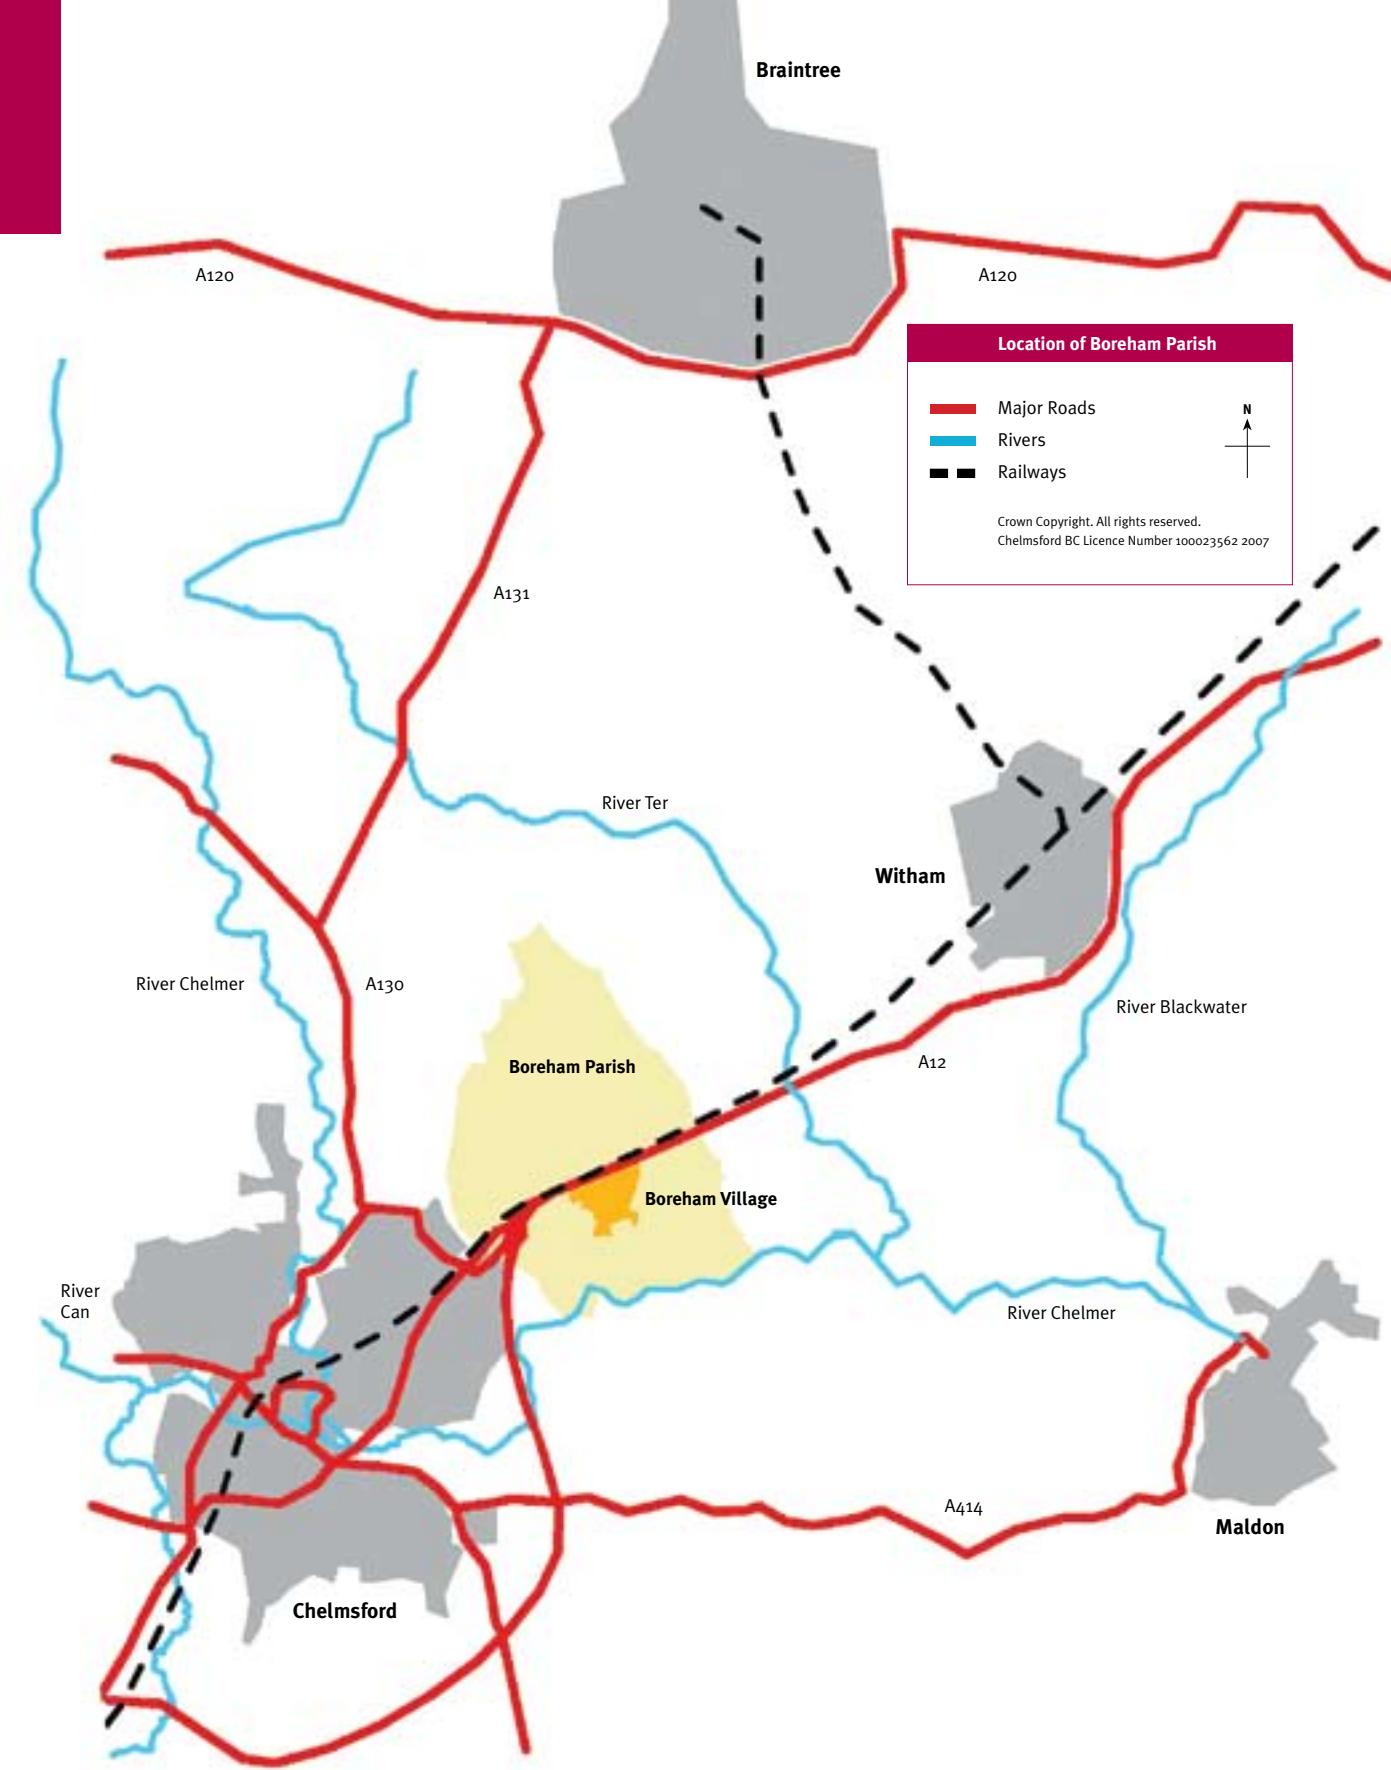 Braintree
A120
A120
Location of Boreham Parish
Major Roads
N
Rivers
Railways
Crown Copyright. All rights reserved.
Chelmsford BC Licence Number 100023562 2007
A131
River Ter
Witham
River Chelmer
A130
River Blackwater
A12
Boreham Parish
Boreham Village
River
Can
River Chelmer
A414
Maldon
Chelmsford